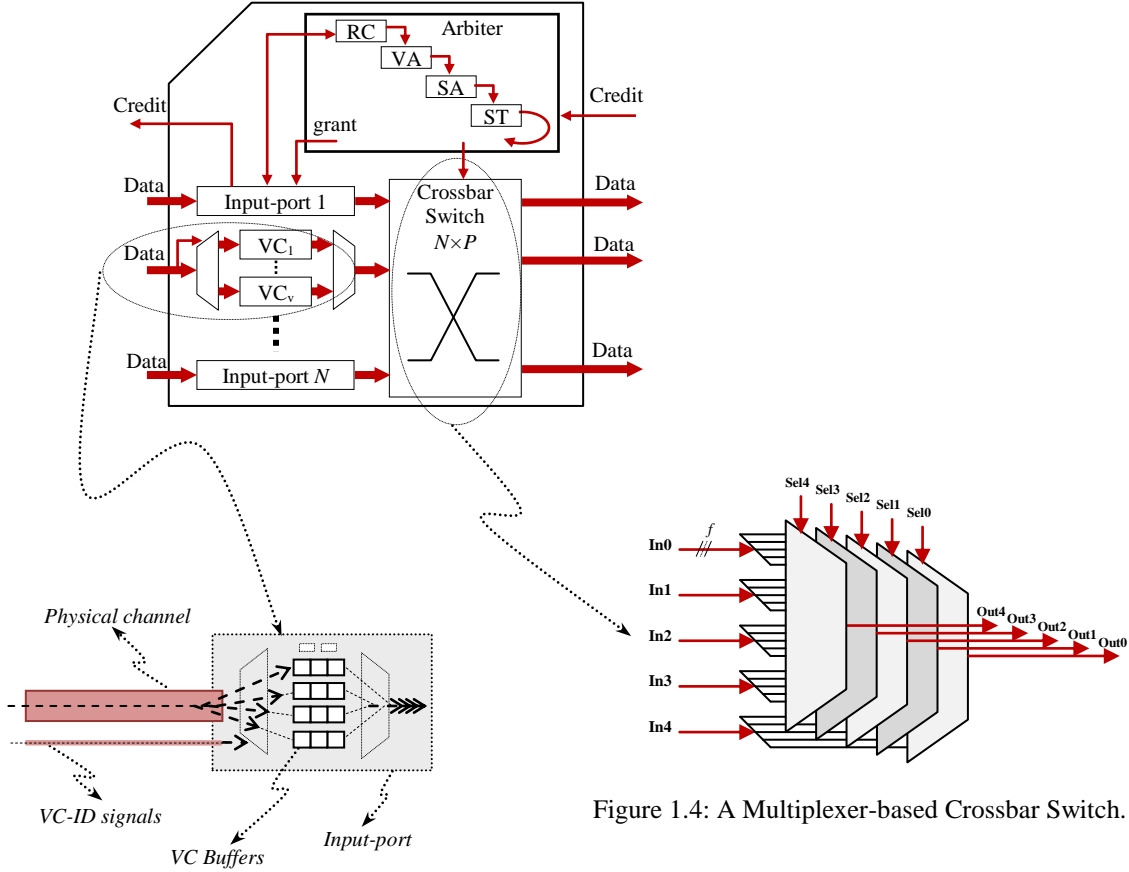 Arbiter
RC
VA
SA
ST
Credit
Credit
grant
Data
Input-port 1
Crossbar
Switch
N×P
Data
Data
VC1
VCv
Data
Data
Input-port N
Data
Sel4
Sel3
Sel2
Sel1
Sel0
f
In0
In1
In2
In3
In4
Out4
Out3
Out2
Out1
Out0
Physical channel
VC-ID signals
VC Buffers
Input-port
Figure 1.4: A Multiplexer-based Crossbar Switch.